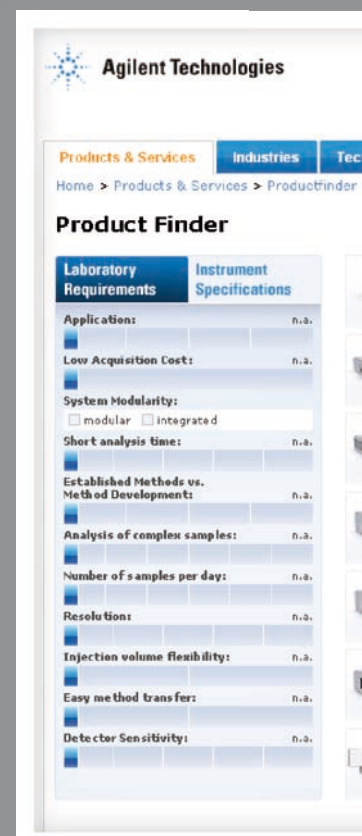 Agilent Technologies
Products & Services Industries Tec
Home > Products & Services > Productfinder
Product Finder
Laboratory Requirements Instrument Specifications
Application: n.a.
Low Acquisition Cost: n.a.
System Modularity:
modular integrated
Short analysis time: n.a.
Established Methods vs.
Method Development: n.a.
Analysis of complex samples: n.a.
Number of samples per day: n.a.
Resolution: n.a.
Injection volume flexibility: n.a.
Easy method transfer: n.a.
Detector Sensitivity: n.a.